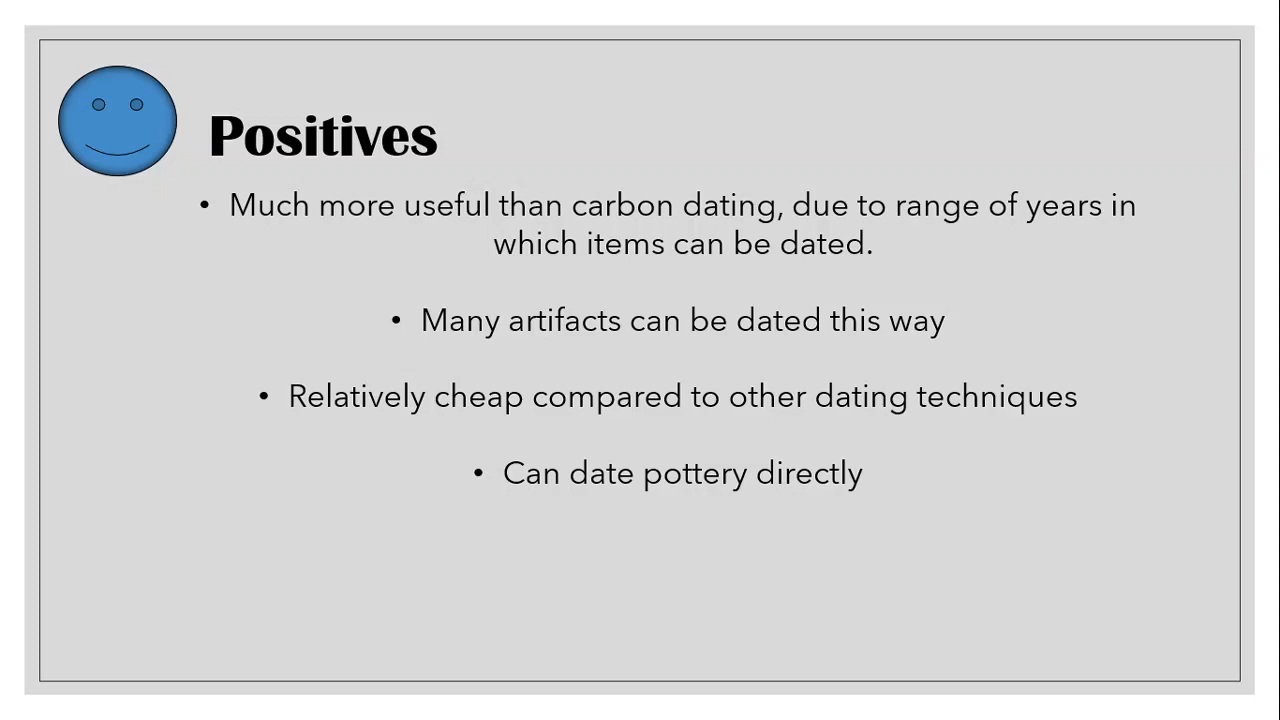 Positives
• Much more useful than carbon dating, due to range of years in
which items can be dated.
• Many artifacts can be dated this way
• Relatively cheap compared to other dating techniques
• Can date pottery directly